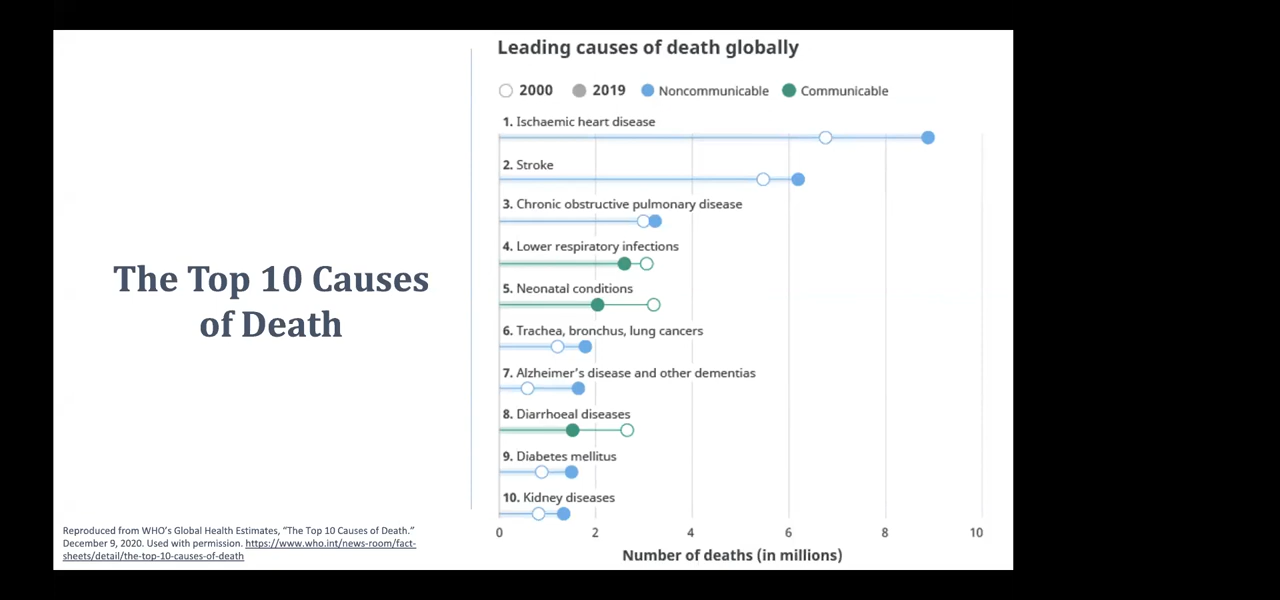 The Top 10 Causes
of Death
Reproduced from WHO's Global Health Estimates, “The Top 10 Causes of Death.”
December 9, 2020. Used with permission. https://www.who.int/news-room/fact-
sheets/detail/the-top-10-causes-of-death
Leading causes of death globally
2000 2019 Noncommunicable Communicable
1. Ischaemic heart disease
2. Stroke
3. Chronic obstructive pulmonary disease
4. Lower respiratory infections
5. Neonatal conditions
6. Trachea, bronchus, lung cancers
7. Alzheimer's disease and other dementias
8. Diarrhoeal diseases
9. Diabetes mellitus
10. Kidney diseases
0 2 4 6 8 10
Number of deaths (in millions)